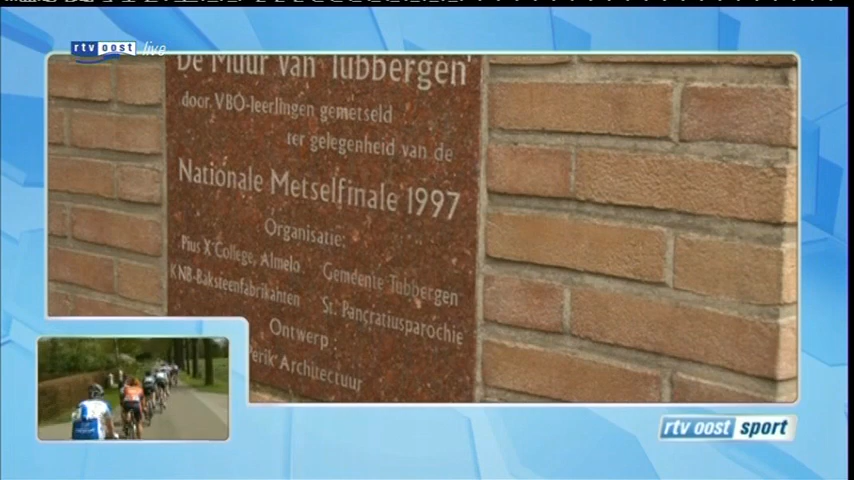 rtv oost live
'De Muur van Tubbergen'
door VBO-leerlingen gemetseld
ter gelegenheid van de
Nationale Metselfinale 1997
Organisatie:
Pius X College, Almelo
Gemeente Tubbergen
KNB-Baksteenfabrikanten
St. Pancratiusparochie
Ontwerp:
Architectuur
rtv oost sport